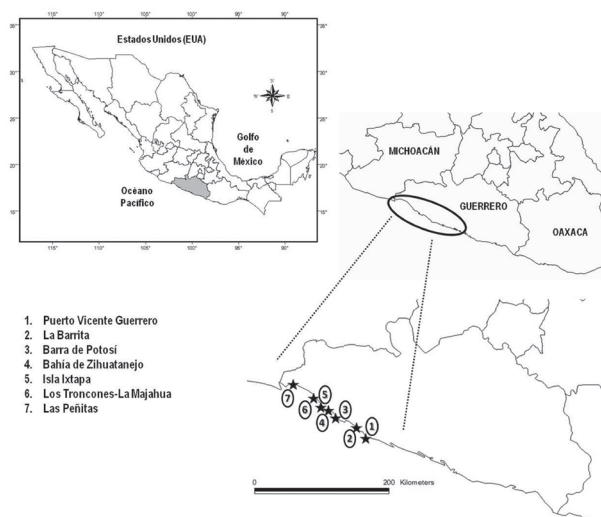 35°
115°
110°
105°
100°
95°
90°
35°
Estados Unidos (EUA)
N
S
30°
30°
25°
25°
Golfo
de
México
20°
20°
Océano
Pacífico
15°
15°
115°
110°
105°
100°
95°
90°
MICHOACÁN
GUERRERO
OAXACA
1. Puerto Vicente Guerrero
2. La Barrita
3. Barra de Potosí
4. Bahía de Zihuatanejo
5. Isla Ixtapa
6. Los Troncones-La Majahua
7. Las Peñitas
7
5
6
3
4
1
2
0
200 Kilometers